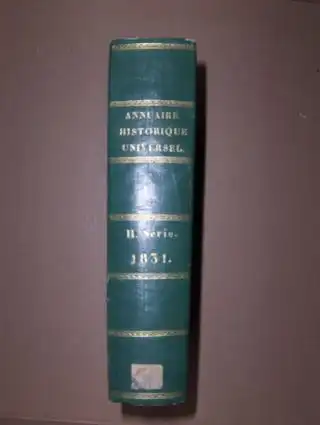 ANNUAIRE
HISTORIQUE
UNIVERSEL.
II. Serie.
1831.